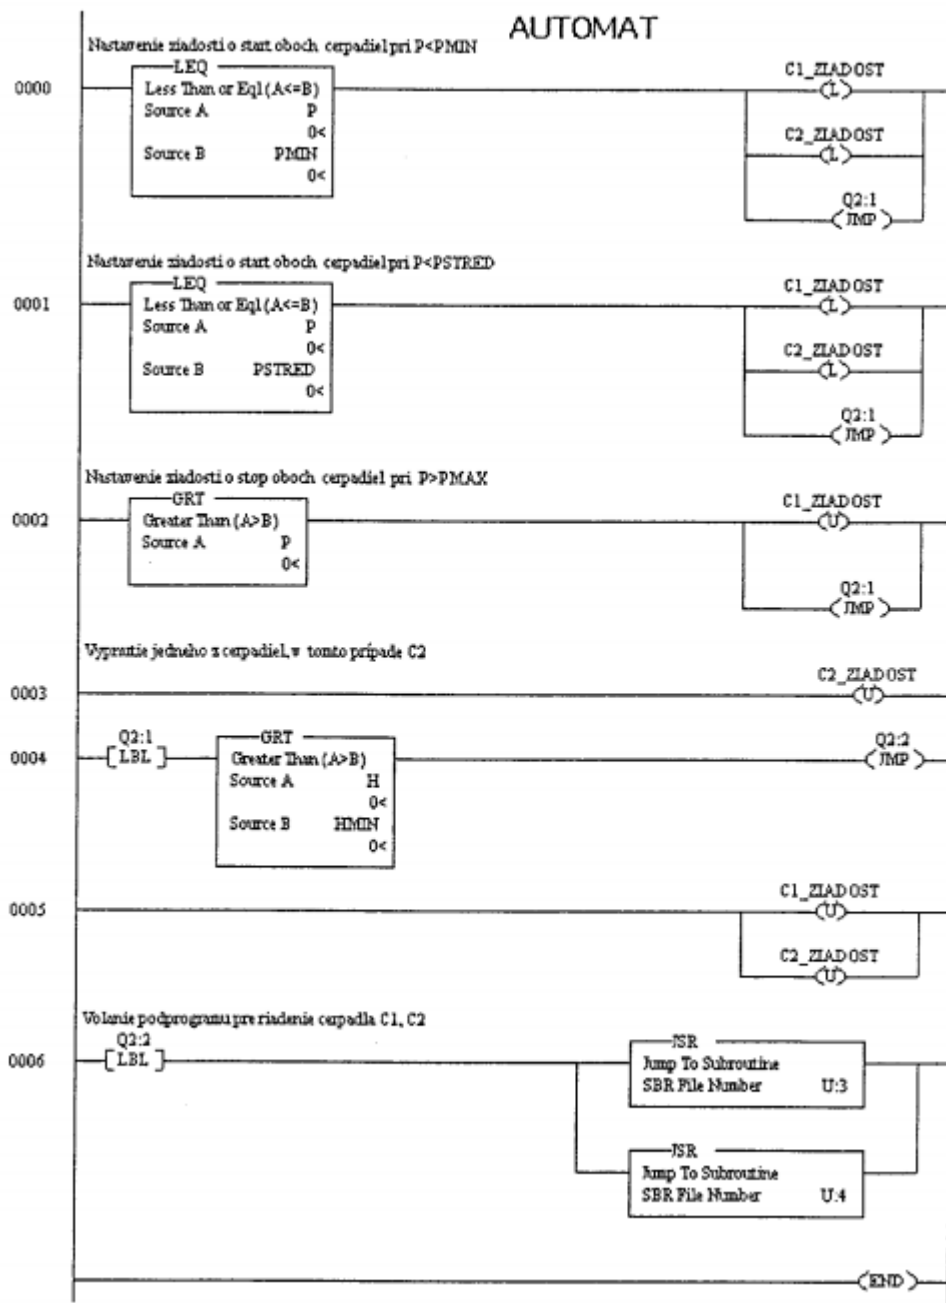 AUTOMAT
Nastavenie ziadosti o start oboch cerpadiel pri P<PMIN
0000
LEQ
Less Than or Eql (A<=B)
Source A P
0<
Source B PMIN
0<
C1_ZIADOST
(L)
C2_ZIADOST
(L)
Q2:1
(JMP)
Nastavenie ziadosti o start oboch cerpadiel pri P<PSTRED
0001
LEQ
Less Than or Eql (A<=B)
Source A P
0<
Source B PSTRED
0<
C1_ZIADOST
(L)
C2_ZIADOST
(L)
Q2:1
(JMP)
Nastavenie ziadosti o stop oboch cerpadiel pri P>PMAX
0002
GRT
Greater Than (A>B)
Source A P
0<
C1_ZIADOST
(U)
Q2:1
(JMP)
Vypnutie jedneho z cerpadiel, v tomto prípade C2
0003
C2_ZIADOST
(U)
0004
Q2:1
[LBL]
GRT
Greater Than (A>B)
Source A H
0<
Source B HMIN
0<
Q2:2
(JMP)
0005
C1_ZIADOST
(U)
C2_ZIADOST
(U)
Volanie podprogramu pre riadenie cerpadla C1, C2
0006
Q2:2
[LBL]
JSR
Jump To Subroutine
SBR File Number U:3
JSR
Jump To Subroutine
SBR File Number U:4
(END)